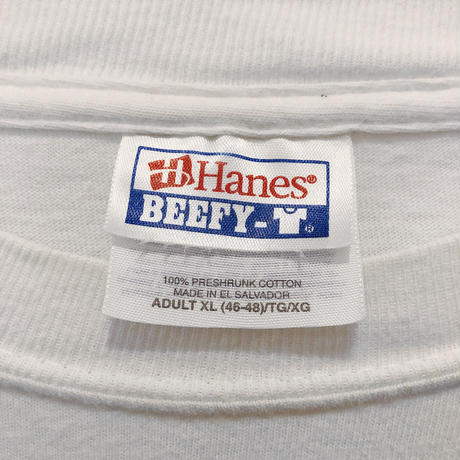 Hanes®
BEEFY-T®
100% PRESHRUNK COTTON
MADE IN EL SALVADOR
ADULT XL (46-48)/TG/XG